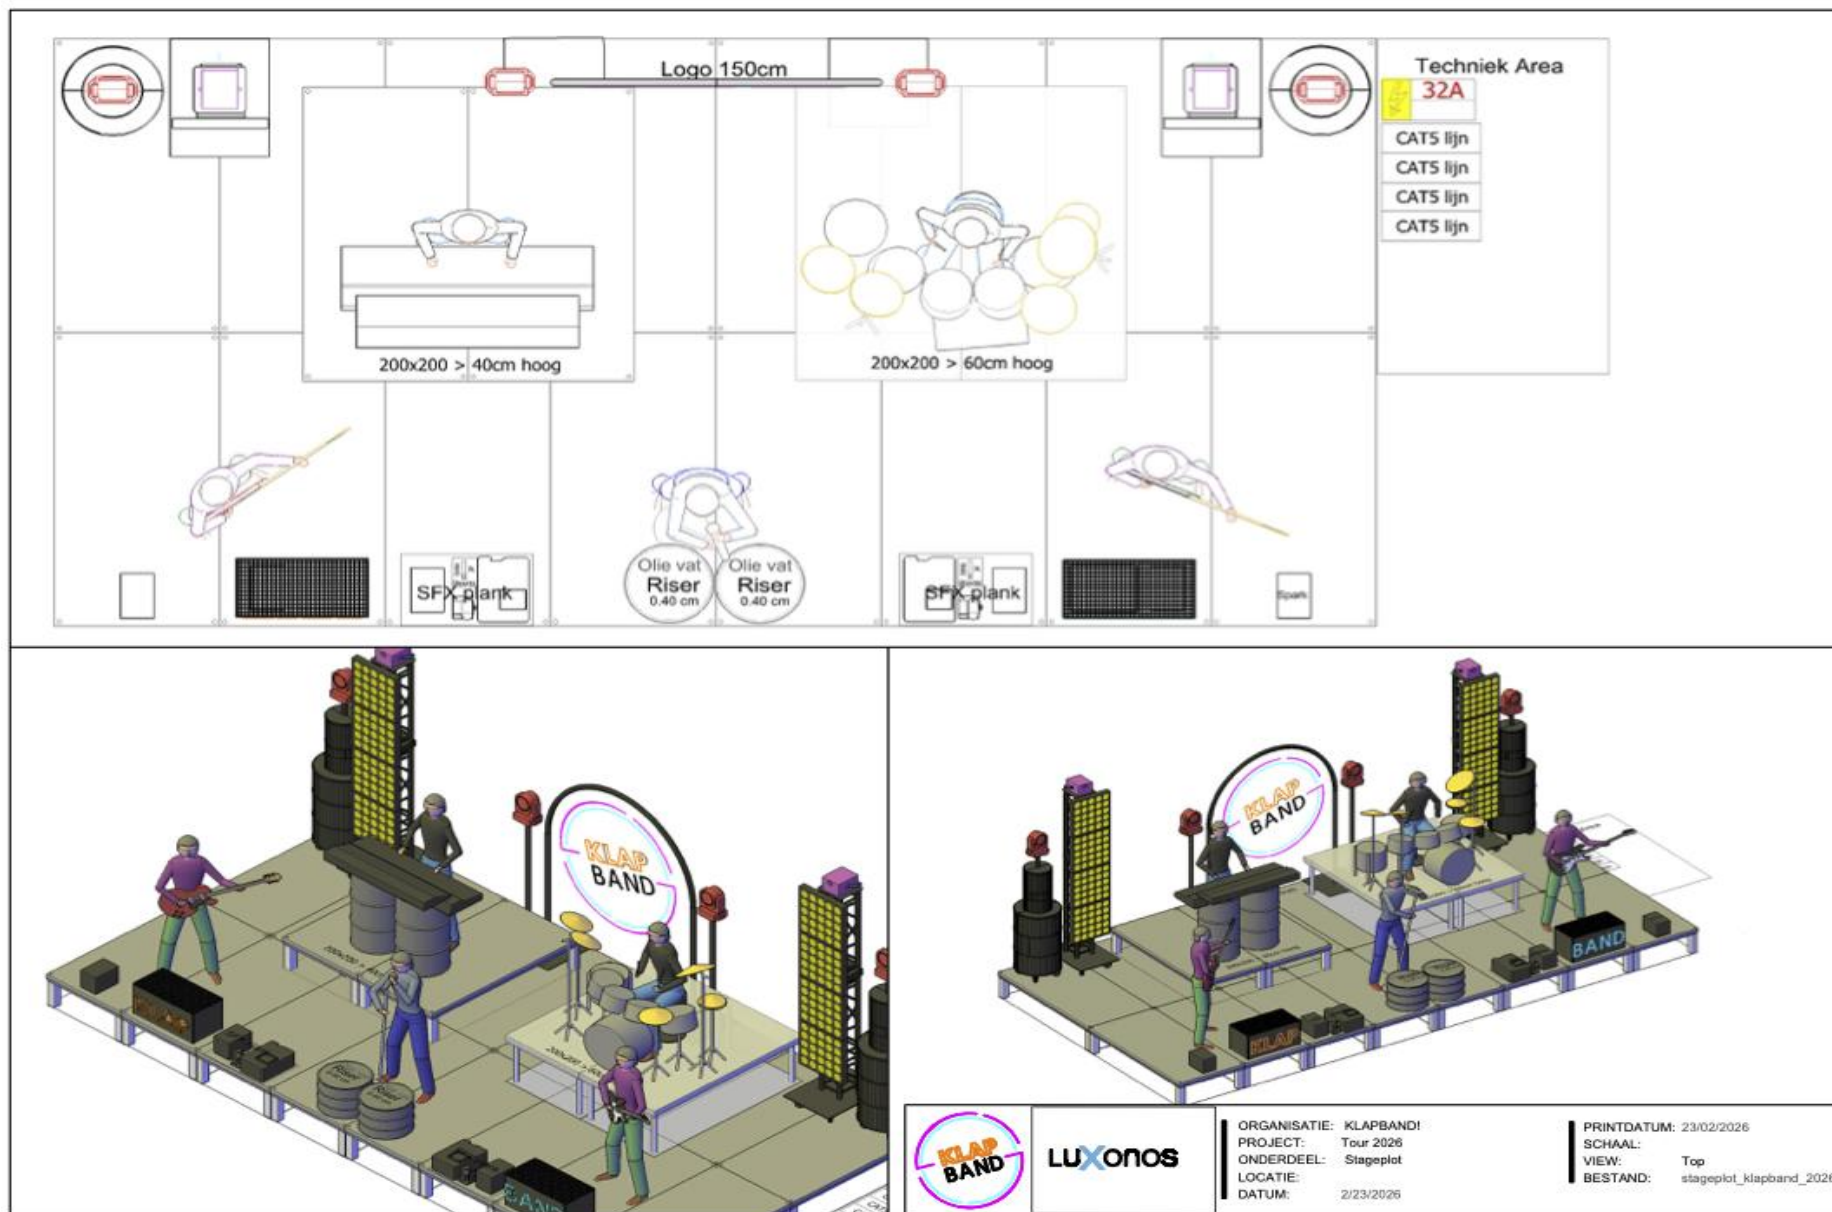 Logo 150cm
Techniek Area
32A
CAT5 lijn
CAT5 lijn
CAT5 lijn
CAT5 lijn
200x200 > 40cm hoog
200x200 > 60cm hoog
SFX plank
Olie vat
Riser
0.40 cm
Olie vat
Riser
0.40 cm
SFX plank
Spark
KLAP
BAND
Riser
Riser
BAND
KLAP
BAND
BAND
KLAP
KLAP
BAND
LUXONOS
ORGANISATIE: KLAPBAND!
PROJECT: Tour 2026
ONDERDEEL: Stageplot
LOCATIE:
DATUM: 2/23/2026
PRINTDATUM: 23/02/2026
SCHAAL:
VIEW: Top
BESTAND: stageplot_klapband_2026